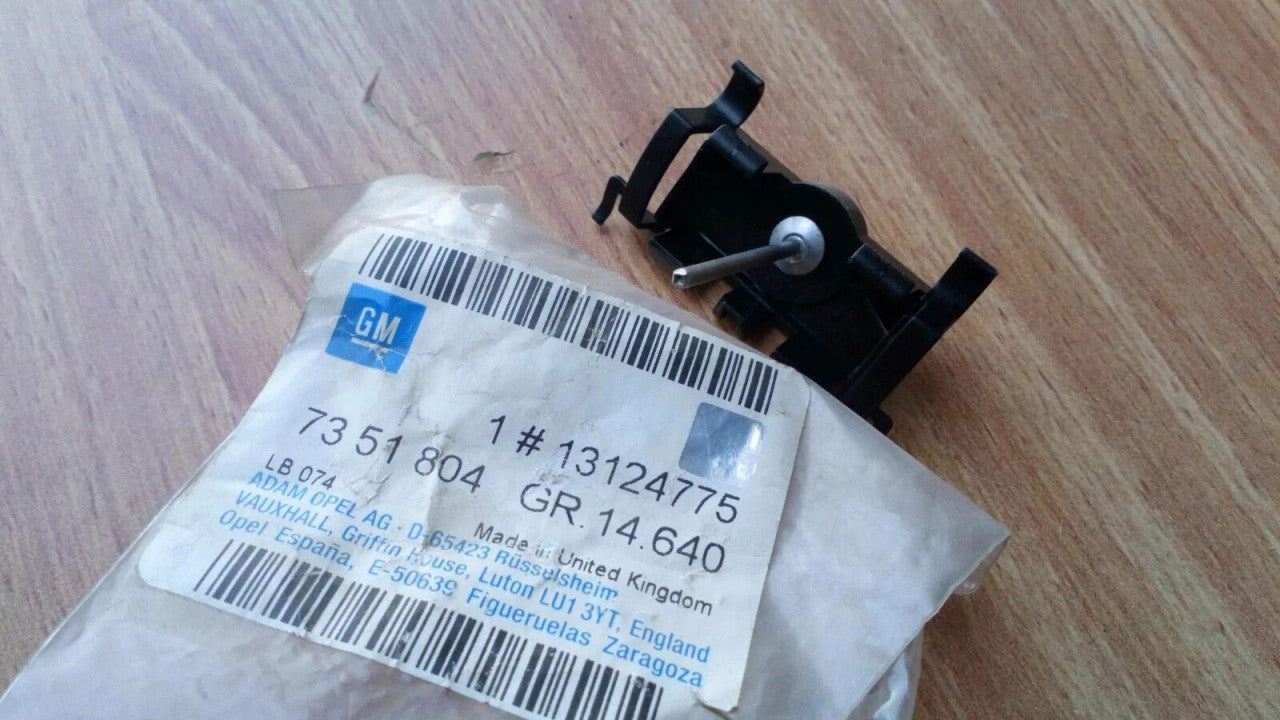 GM
1 # 13124775
73 51 804 GR. 14.640
LB 074 Made in United Kingdom
ADAM OPEL AG · D-65423 Rüsselsheim
VAUXHALL, Griffin House, Luton LU1 3YT, England
Opel España, E-50639 Figueruelas Zaragoza